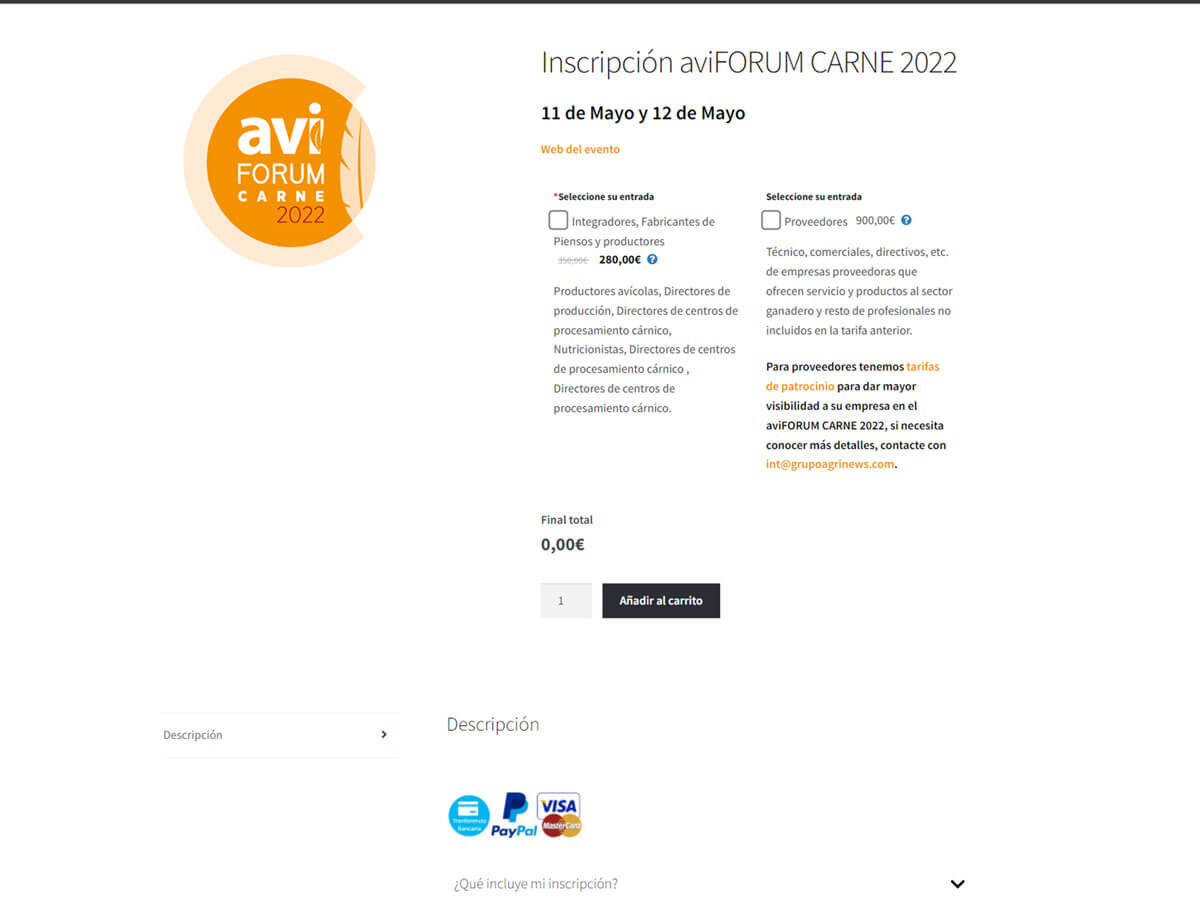 avi
FORUM
CARNE
2022
Inscripción aviFORUM CARNE 2022
11 de Mayo y 12 de Mayo
Web del evento
*Seleccione su entrada
Integradores, Fabricantes de
Piensos y productores
350,00€ 280,00€ ?
Productores avícolas, Directores de
producción, Directores de centros de
procesamiento cárnico,
Nutricionistas, Directores de centros
de procesamiento cárnico ,
Directores de centros de
procesamiento cárnico.
Seleccione su entrada
Proveedores 900,00€ ?
Técnico, comerciales, directivos, etc.
de empresas proveedoras que
ofrecen servicio y productos al sector
ganadero y resto de profesionales no
incluidos en la tarifa anterior.
Para proveedores tenemos tarifas
de patrocinio para dar mayor
visibilidad a su empresa en el
aviFORUM CARNE 2022, si necesita
conocer más detalles, contacte con
int@grupoagrinews.com.
Final total
0,00€
1
Añadir al carrito
Descripción
Descripción
Tranferencia
Bancaria
PayPal
VISA
MasterCard
¿Qué incluye mi inscripción?